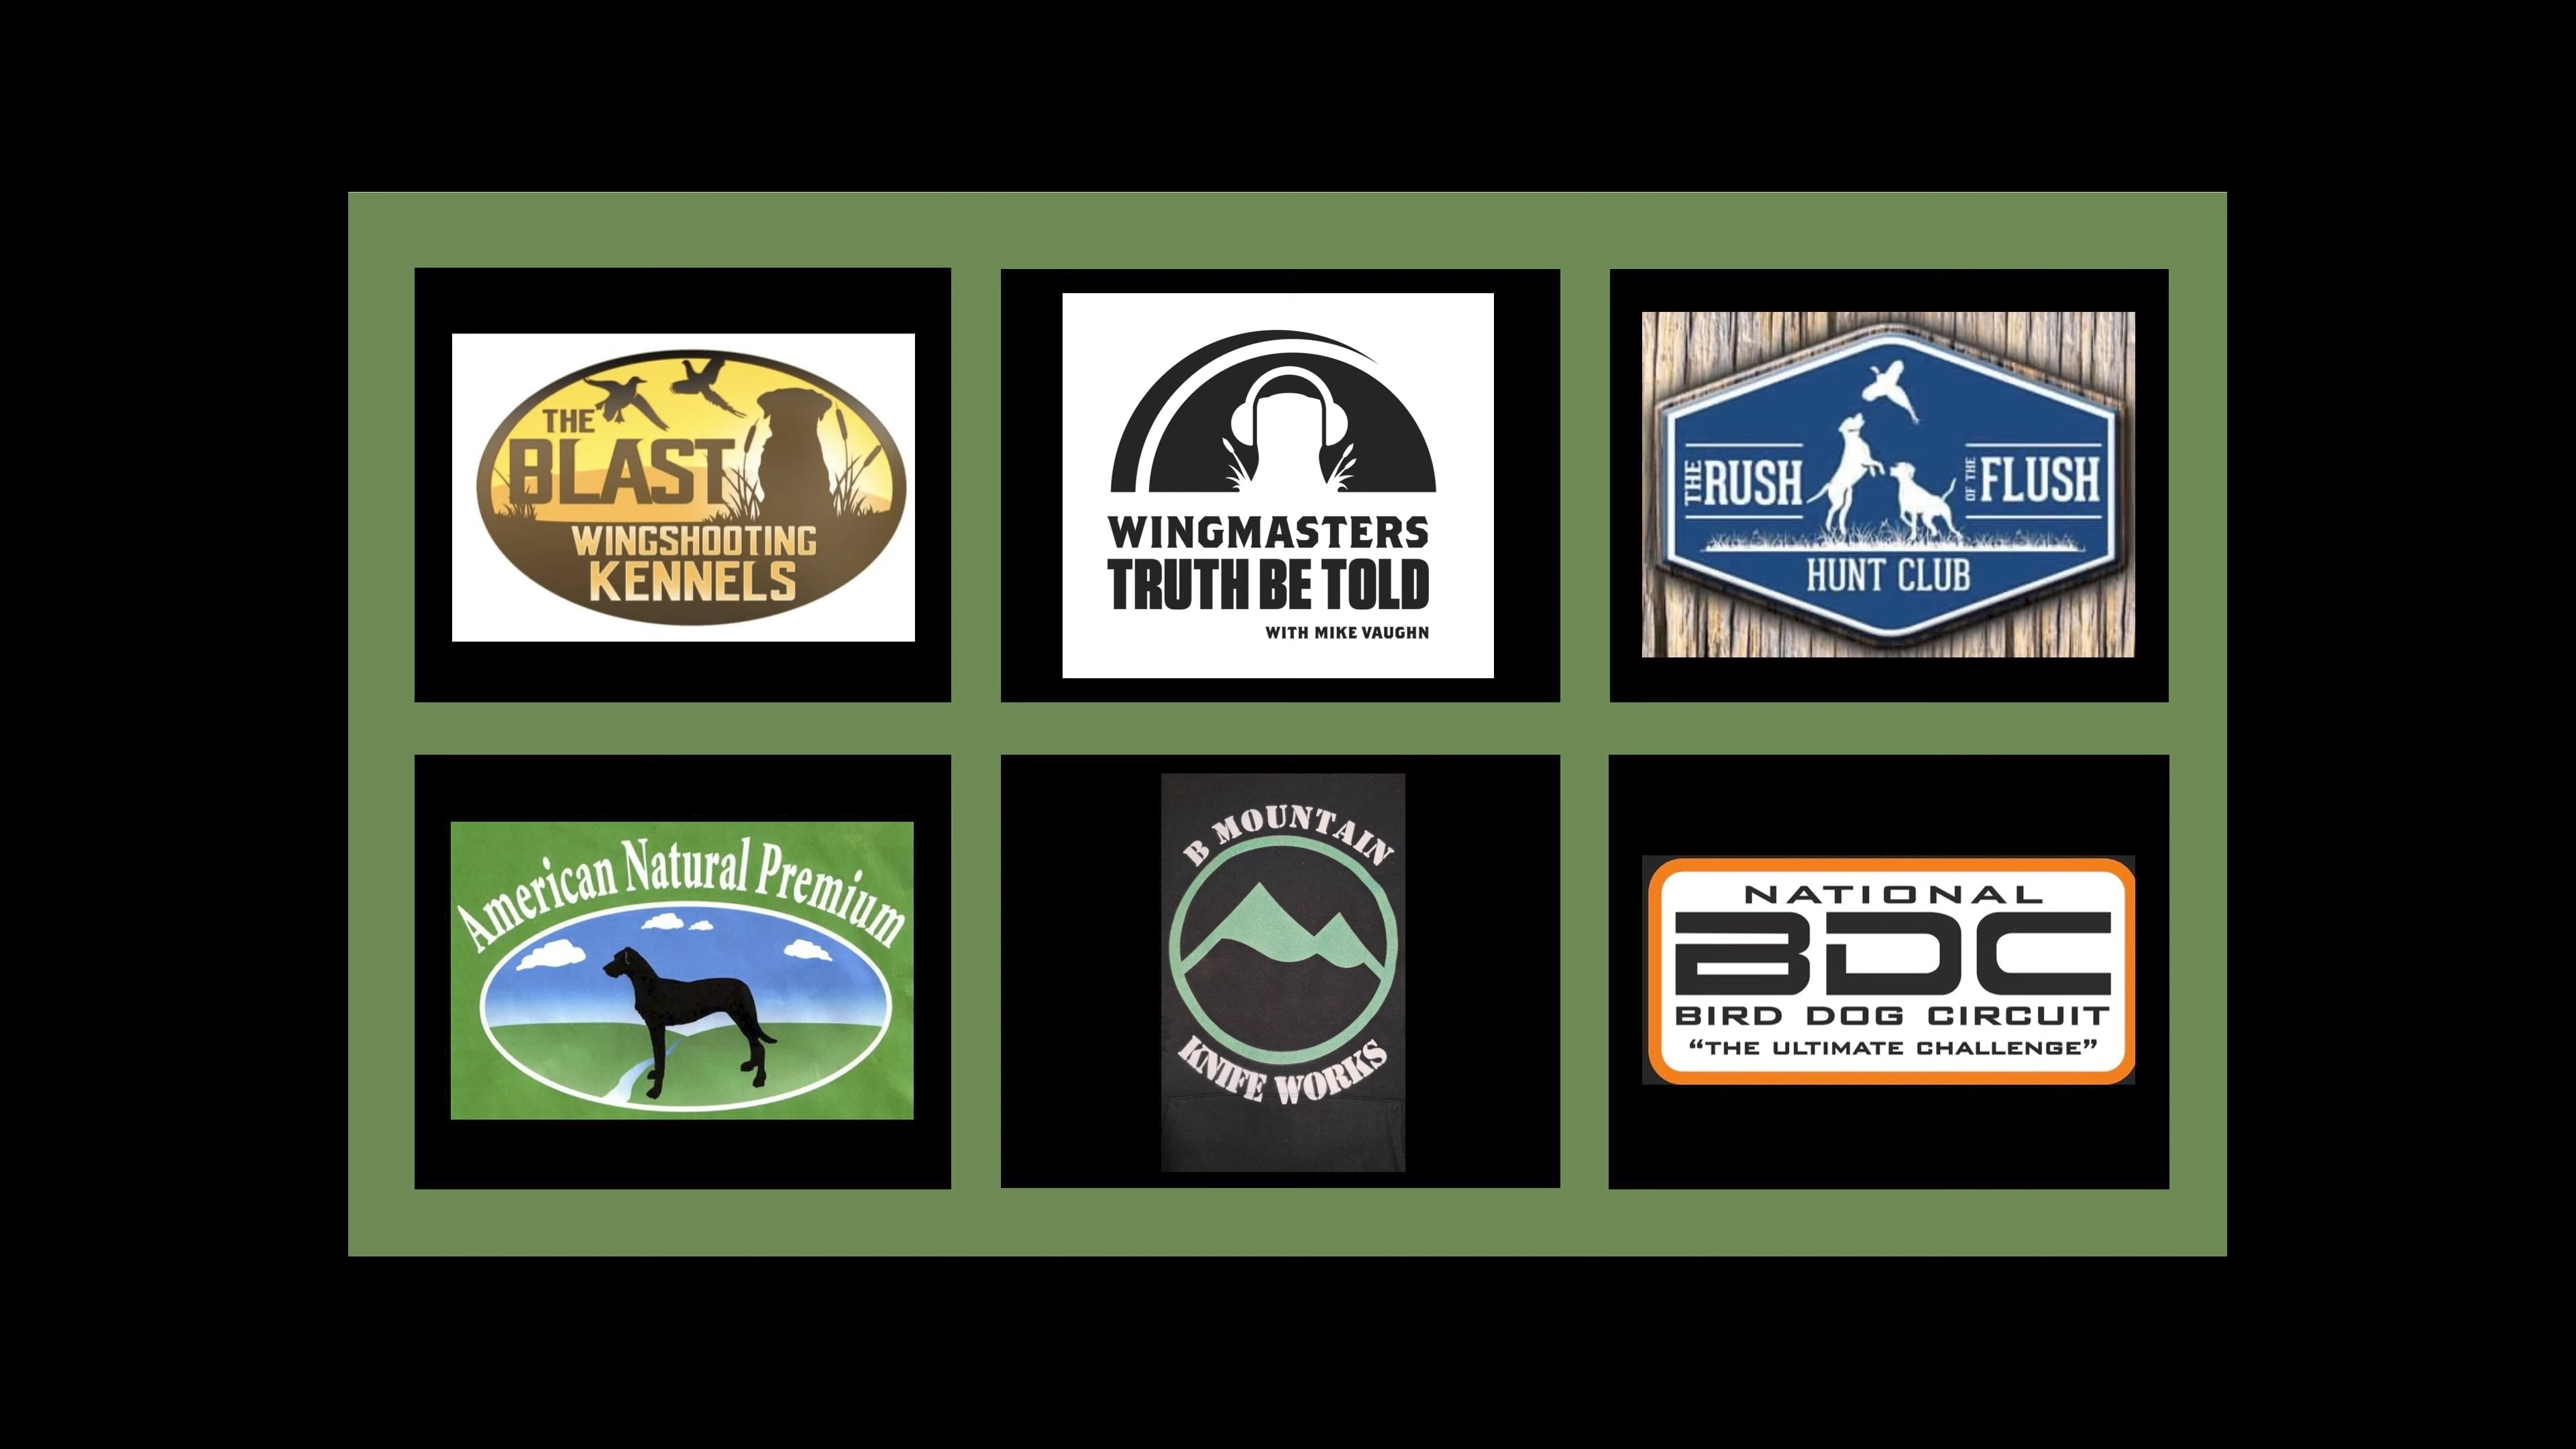 THE
BLAST
WINGSHOOTING
KENNELS
WINGMASTERS
TRUTH BE TOLD
WITH MIKE VAUGHN
THE RUSH OF THE FLUSH
HUNT CLUB
American Natural Premium
B MOUNTAIN
KNIFE WORKS
NATIONAL
BDC
BIRD DOG CIRCUIT
“THE ULTIMATE CHALLENGE”